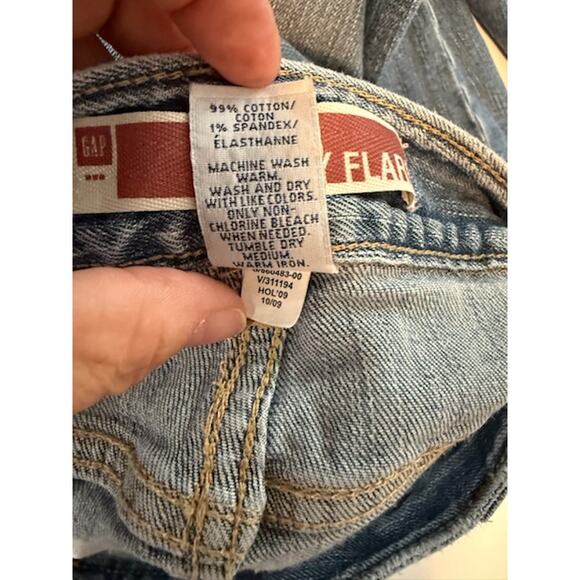 GAP
Y FLAR
99% COTTON/
COTON
1% SPANDEX/
ÉLASTHANNE
MACHINE WASH
WARM.
WASH AND DRY
WITH LIKE COLORS.
ONLY NON-
CHLORINE BLEACH
WHEN NEEDED.
TUMBLE DRY
MEDIUM.
WARM IRON.
V/311194
HOL'09
10/09